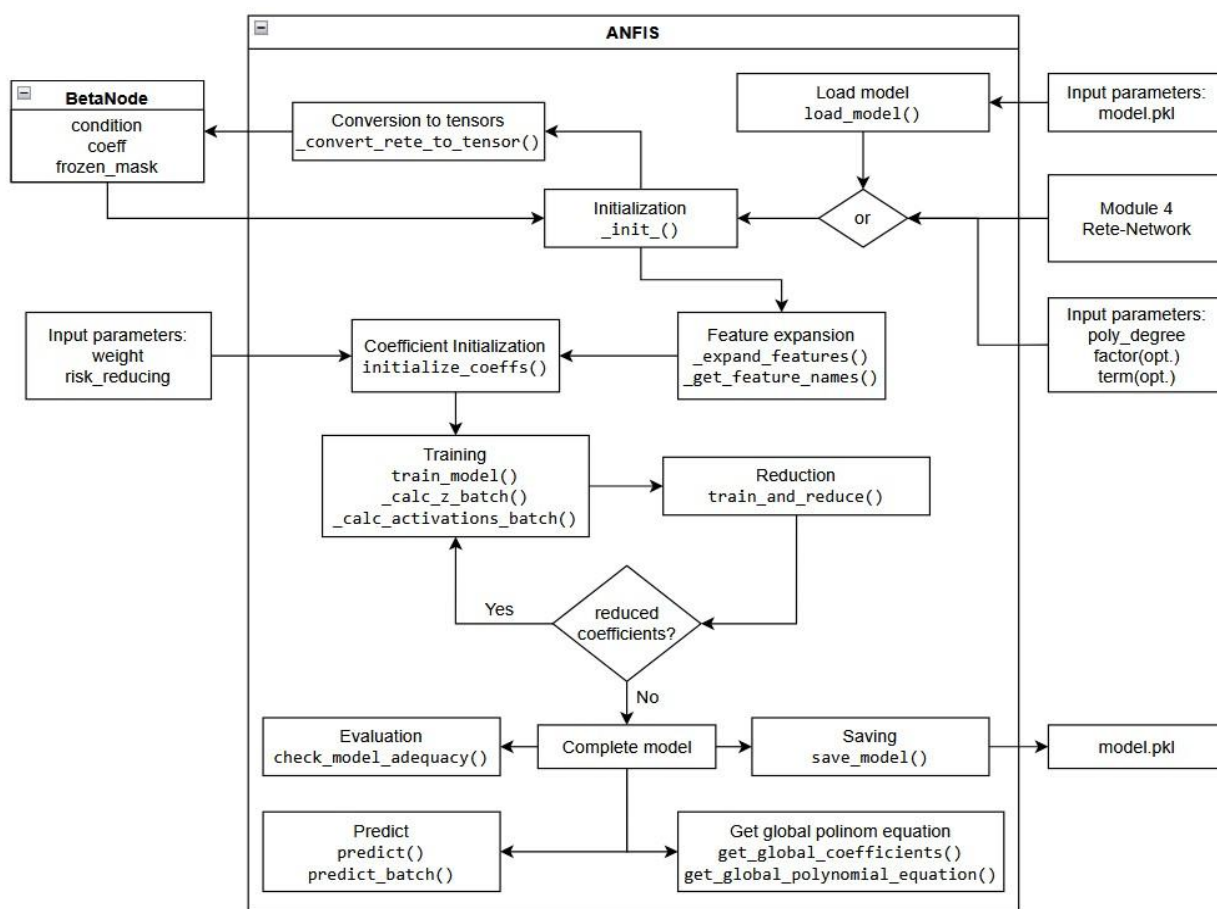 ANFIS
BetaNode
condition
coeff
frozen_mask
Conversion to tensors
_convert_rete_to_tensor()
Load model
load_model()
Input parameters:
model.pkl
Initialization
_init_()
or
Module 4
Rete-Network
Input parameters:
weight
risk_reducing
Coefficient Initialization
initialize_coeffs()
Feature expansion
_expand_features()
_get_feature_names()
Input parameters:
poly_degree
factor(opt.)
term(opt.)
Training
train_model()
_calc_z_batch()
_calc_activations_batch()
Reduction
train_and_reduce()
Yes
reduced
coefficients?
No
Evaluation
check_model_adequacy()
Complete model
Saving
save_model()
model.pkl
Predict
predict()
predict_batch()
Get global polinom equation
get_global_coefficients()
get_global_polynomial_equation()